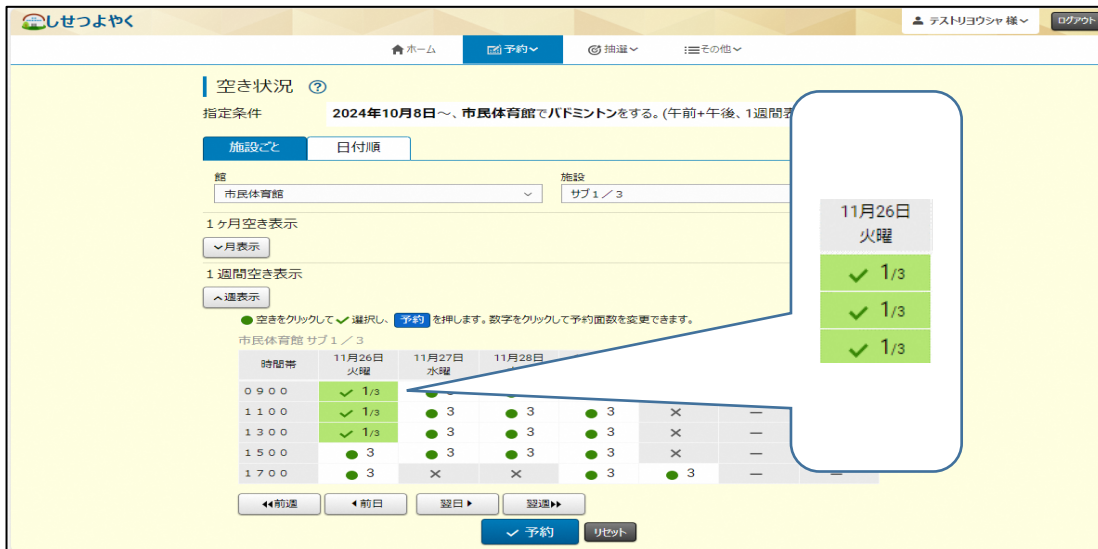 しせつよやく
テストリヨウシャ 様
ログアウト
ホーム 予約 抽選 その他
空き状況 ?
指定条件 2024年10月8日～、市民体育館でバドミントンをする。(午前+午後、1週間表
施設ごと 日付順
館 施設
市民体育館 サブ1／3
1ヶ月空き表示
月表示
1週間空き表示
週表示
● 空きをクリックして✓選択し、予約を押します。数字をクリックして予約面数を変更できます。
市民体育館 サブ1／3
時間帯 11月26日 火曜 11月27日 水曜 11月28日
0900 ✓ 1/3
1100 ✓ 1/3 ● 3 ● 3 ● 3 × －
1300 ✓ 1/3 ● 3 ● 3 ● 3 × －
1500 ● 3 ● 3 ● 3 ● 3 × －
1700 ● 3 × × ● 3 ● 3 － －
前週 前日 翌日 翌週
✓ 予約 リセット
11月26日
火曜
✓ 1/3
✓ 1/3
✓ 1/3